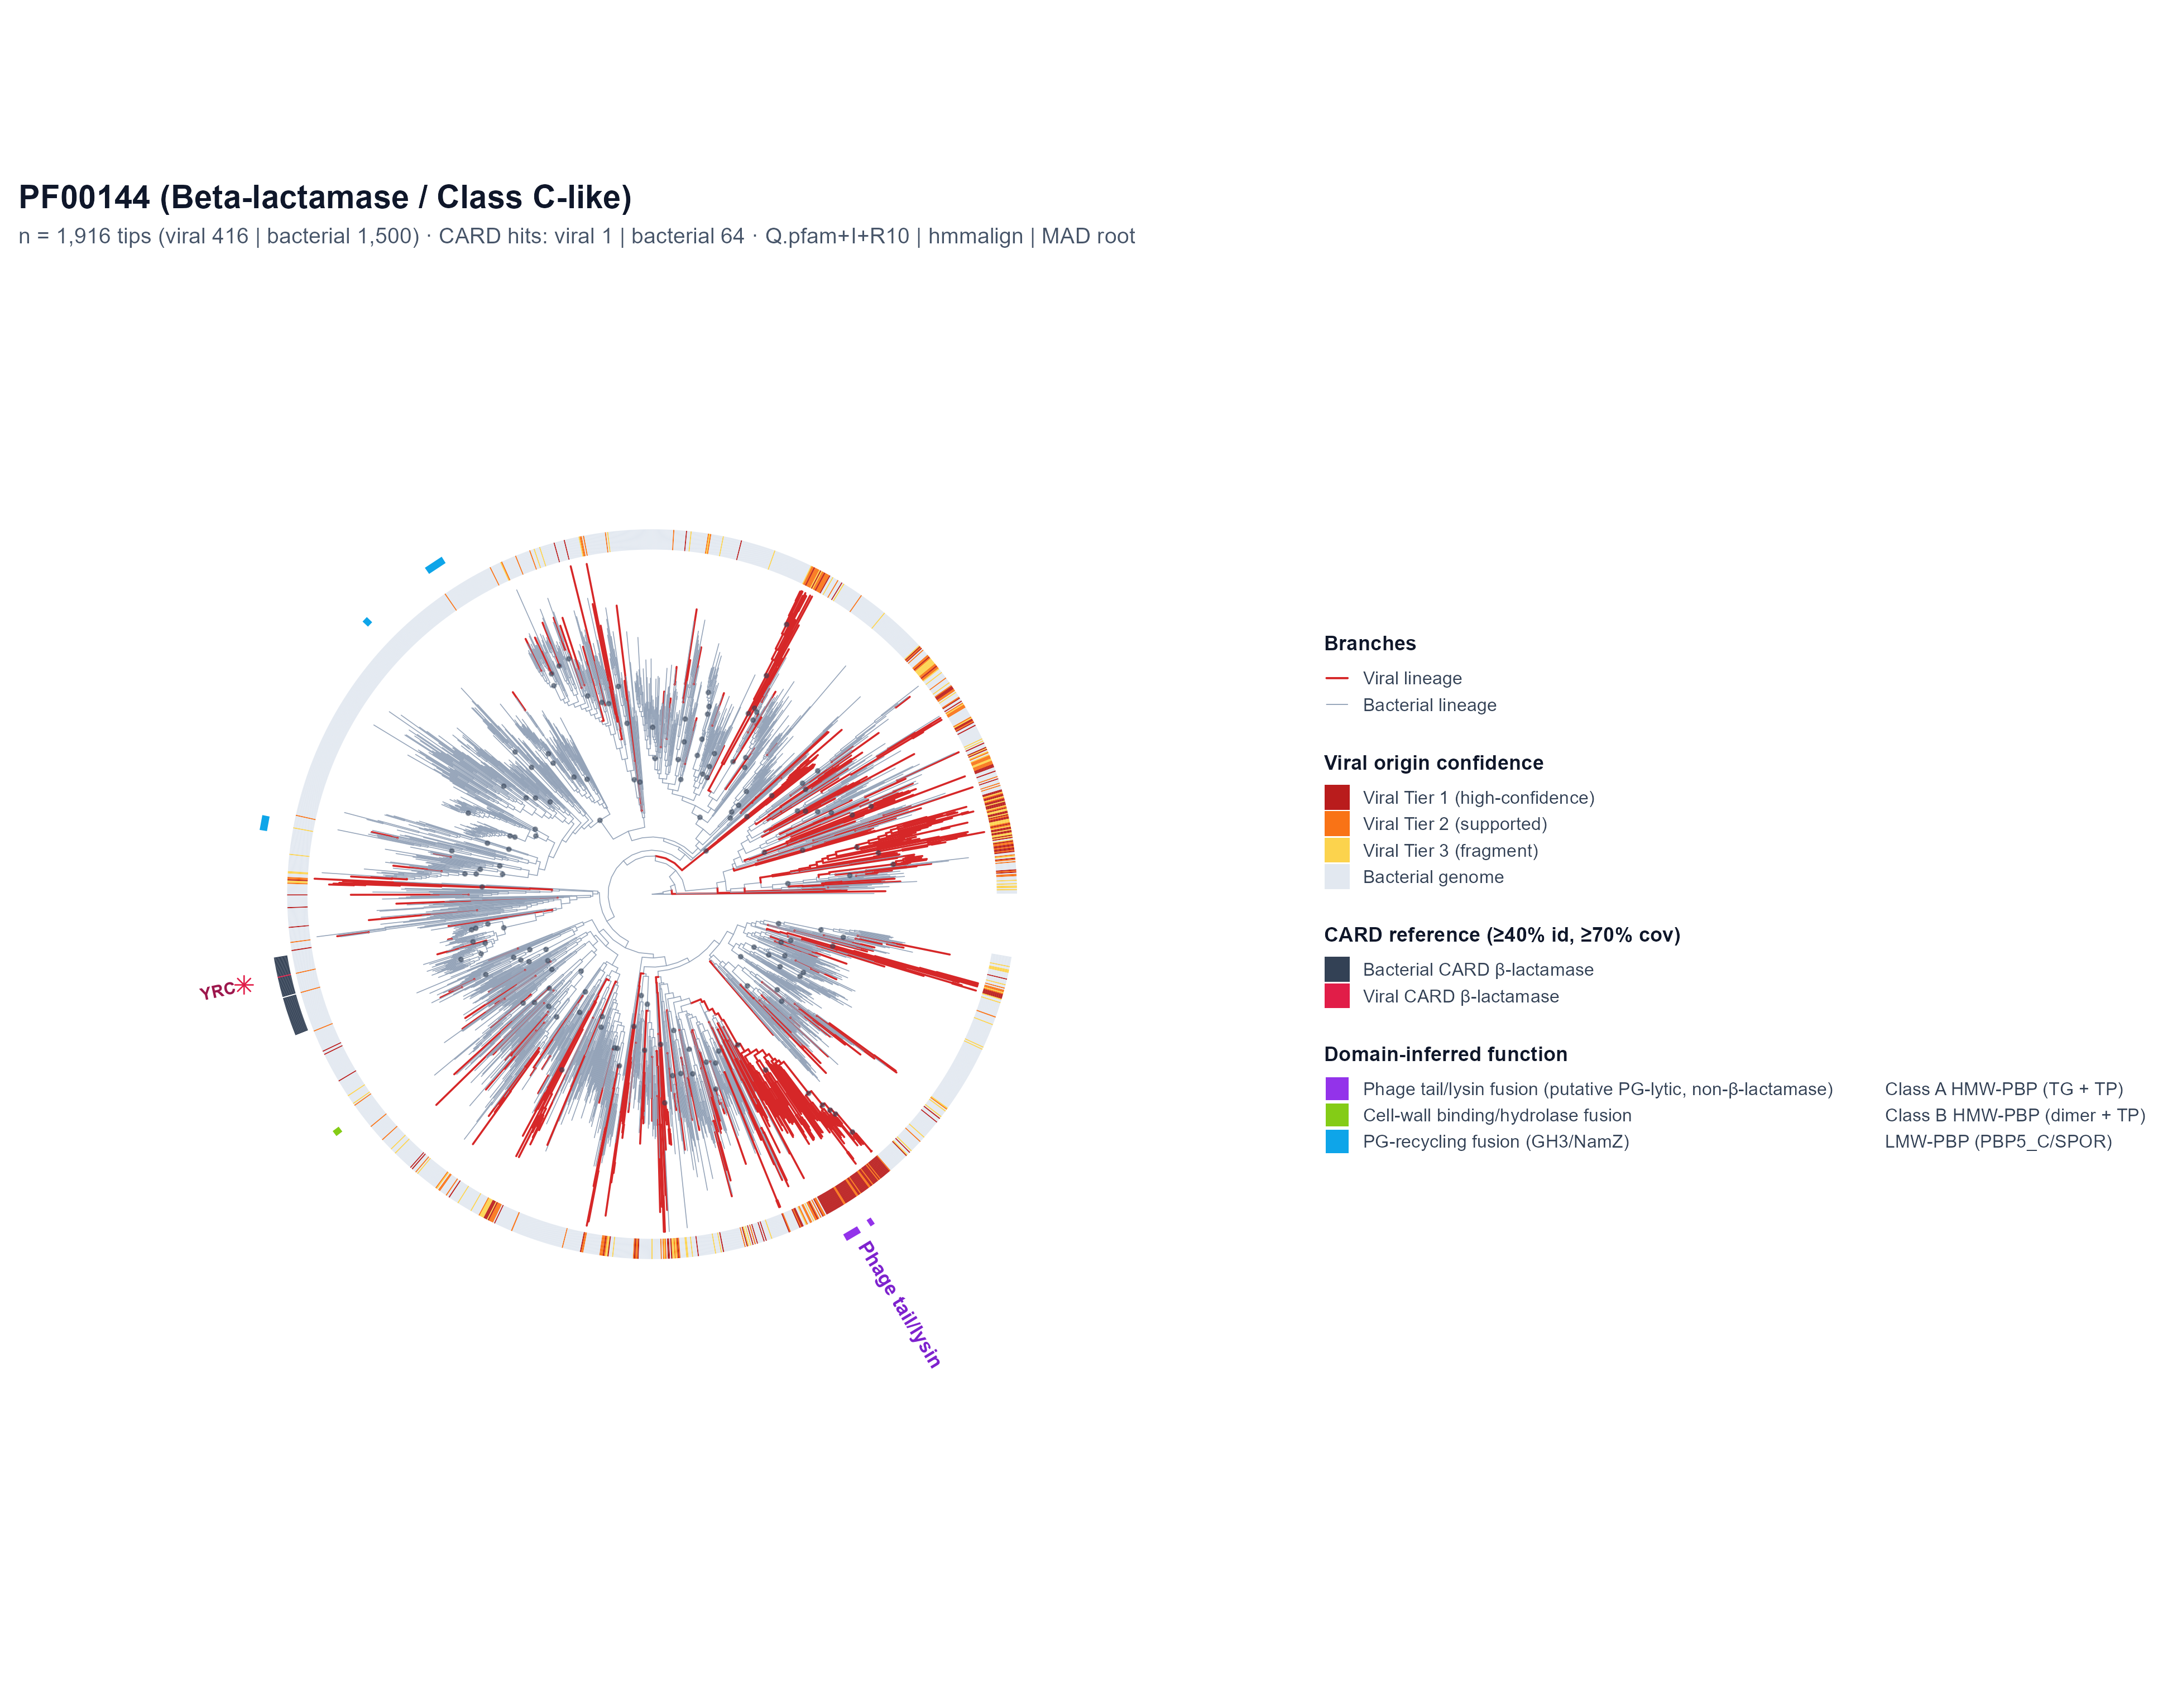 PF00144 (Beta-lactamase / Class C-like)
n = 1,916 tips (viral 416 | bacterial 1,500) · CARD hits: viral 1 | bacterial 64 · Q.pfam+I+R10 | hmmalign | MAD root
YRC
Phage tail/lysin
Branches
Viral lineage
Bacterial lineage
Viral origin confidence
Viral Tier 1 (high-confidence)
Viral Tier 2 (supported)
Viral Tier 3 (fragment)
Bacterial genome
CARD reference (≥40% id, ≥70% cov)
Bacterial CARD β-lactamase
Viral CARD β-lactamase
Domain-inferred function
Phage tail/lysin fusion (putative PG-lytic, non-β-lactamase)
Cell-wall binding/hydrolase fusion
PG-recycling fusion (GH3/NamZ)
Class A HMW-PBP (TG + TP)
Class B HMW-PBP (dimer + TP)
LMW-PBP (PBP5_C/SPOR)